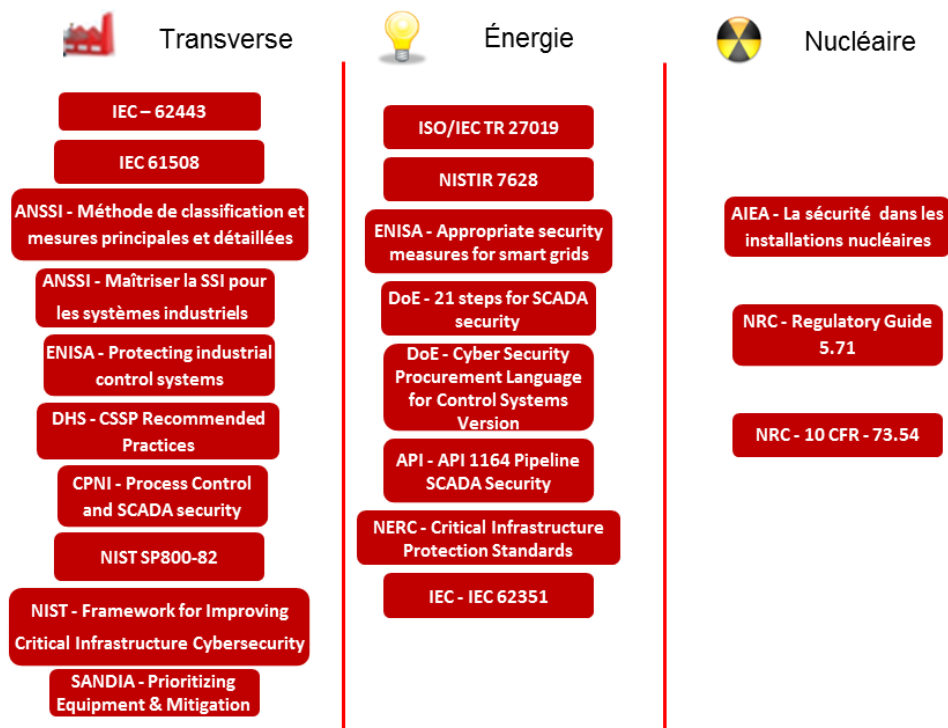 Transverse
IEC – 62443
IEC 61508
ANSSI - Méthode de classification et
mesures principales et détaillées
ANSSI - Maîtriser la SSI pour
les systèmes industriels
ENISA - Protecting industrial
control systems
DHS - CSSP Recommended
Practices
CPNI - Process Control
and SCADA security
NIST SP800-82
NIST - Framework for Improving
Critical Infrastructure Cybersecurity
SANDIA - Prioritizing
Equipment & Mitigation
Énergie
ISO/IEC TR 27019
NISTIR 7628
ENISA - Appropriate security
measures for smart grids
DoE - 21 steps for SCADA
security
DoE - Cyber Security
Procurement Language
for Control Systems
Version
API - API 1164 Pipeline
SCADA Security
NERC - Critical Infrastructure
Protection Standards
IEC - IEC 62351
Nucléaire
AIEA - La sécurité dans les
installations nucléaires
NRC - Regulatory Guide
5.71
NRC - 10 CFR - 73.54